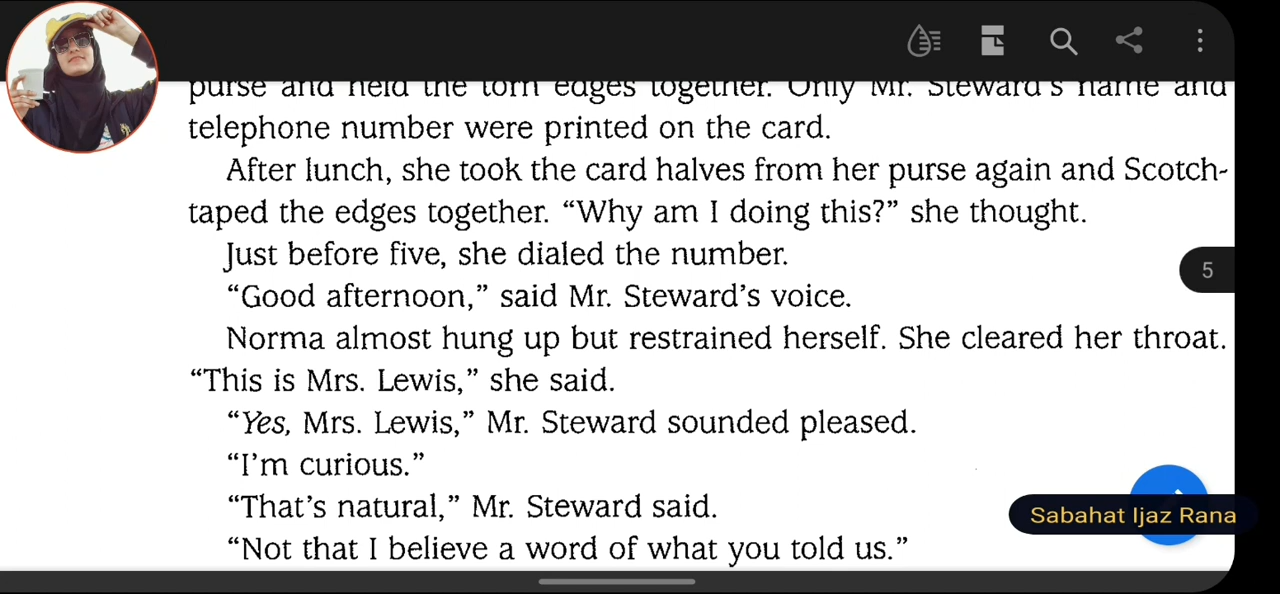 purse and held the torn edges together. Only Mr. Steward's name and
telephone number were printed on the card.
After lunch, she took the card halves from her purse again and Scotch-
taped the edges together. “Why am I doing this?” she thought.
Just before five, she dialed the number.
5
“Good afternoon,” said Mr. Steward’s voice.
Norma almost hung up but restrained herself. She cleared her throat.
“This is Mrs. Lewis,” she said.
“Yes, Mrs. Lewis,” Mr. Steward sounded pleased.
“I’m curious.”
“That’s natural,” Mr. Steward said.
Sabahat Ijaz Rana
“Not that I believe a word of what you told us.”